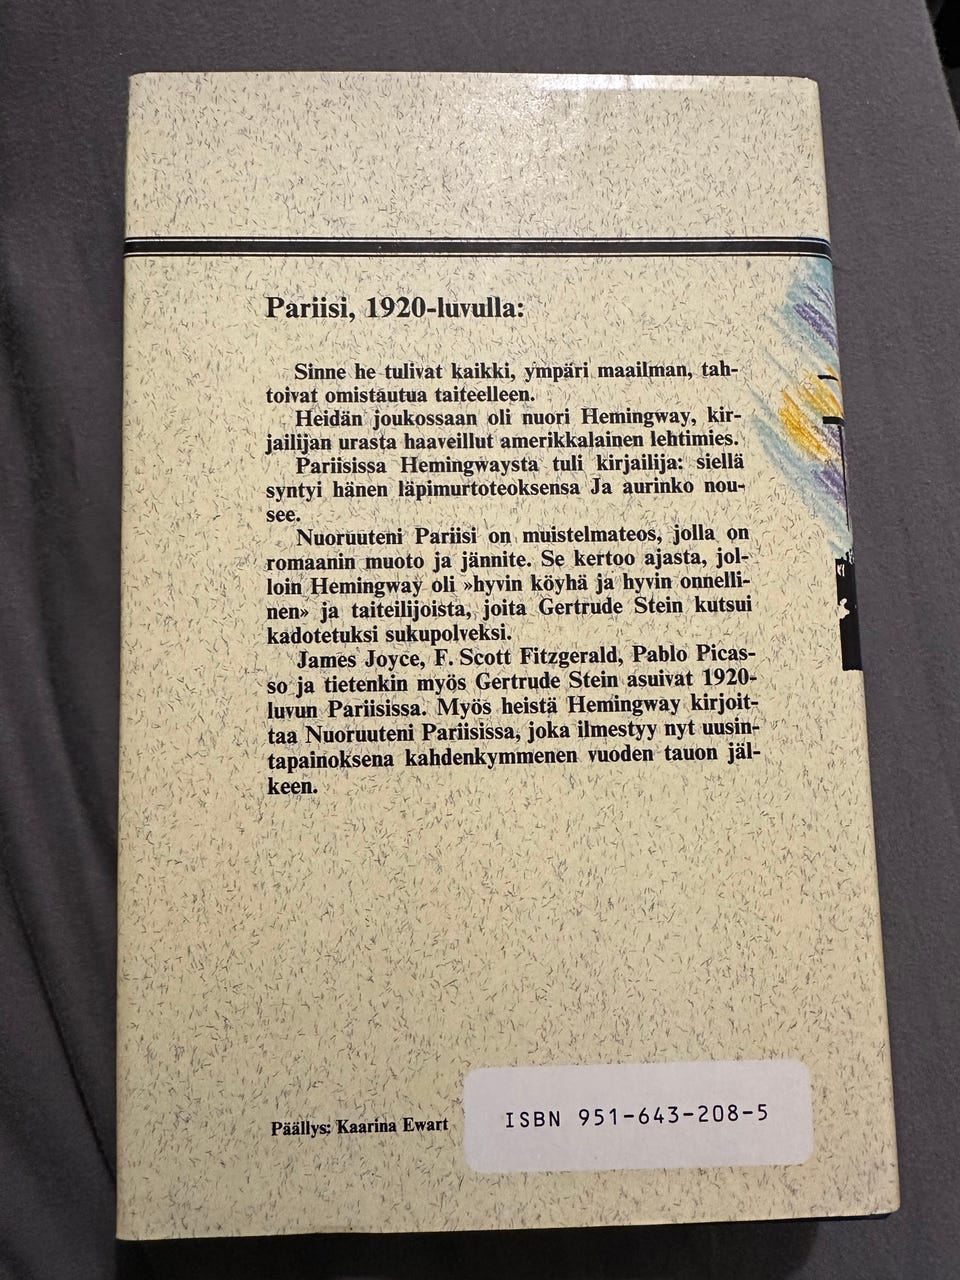 Pariisi, 1920-luvulla:
Sinne he tulivat kaikki, ympäri maailman, tah-
toivat omistautua taiteelleen.
Heidän joukossaan oli nuori Hemingway, kir-
jailijan urasta haaveillut amerikkalainen lehtimies.
Pariisissa Hemingwaysta tuli kirjailija: siellä
syntyi hänen läpimurtoteoksensa Ja aurinko nou-
see.
Nuoruuteni Pariisi on muistelmateos, jolla on
romaanin muoto ja jännite. Se kertoo ajasta, jol-
loin Hemingway oli »hyvin köyhä ja hyvin onnelli-
nen» ja taiteilijoista, joita Gertrude Stein kutsui
kadotetuksi sukupolveksi.
James Joyce, F. Scott Fitzgerald, Pablo Picas-
so ja tietenkin myös Gertrude Stein asuivat 1920-
luvun Pariisissa. Myös heistä Hemingway kirjoit-
taa Nuoruuteni Pariisissa, joka ilmestyy nyt uusin-
tapainoksena kahdenkymmenen vuoden tauon jäl-
keen.
Päällys: Kaarina Ewart
ISBN 951-643-208-5